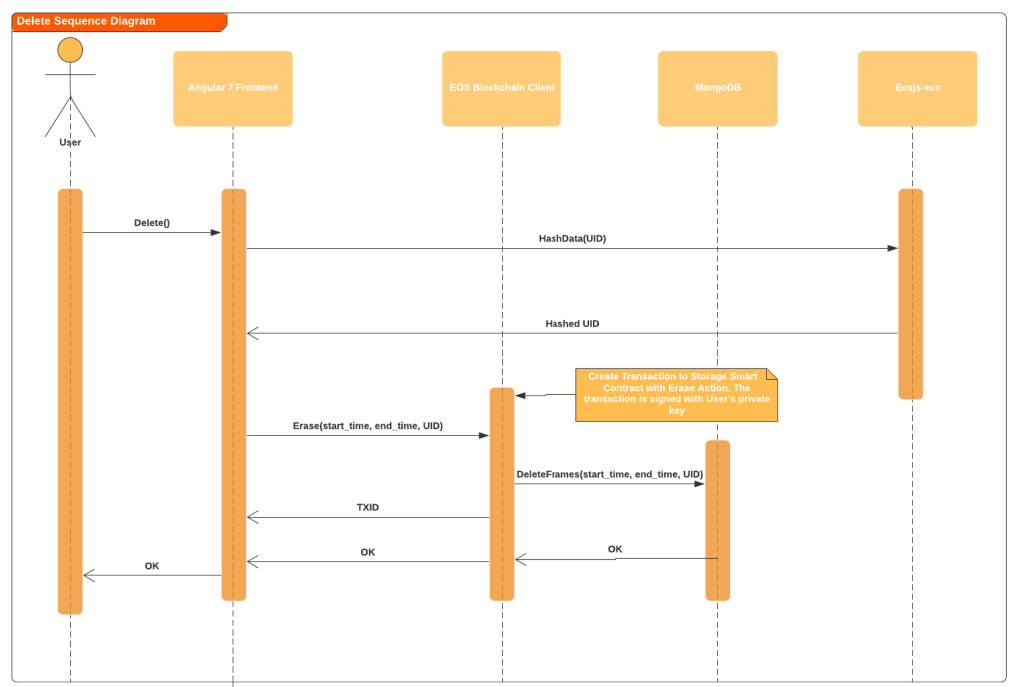 Delete Sequence Diagram
Angular 7 Frontend
EOS Blockchain Client
MongoDB
Eosjs-ecc
User
Delete()
HashData(UID)
Hashed UID
Create Transaction to Storage Smart
Contract with Erase Action. The
transaction is signed with User's private
key
Erase(start_time, end_time, UID)
DeleteFrames(start_time, end_time, UID)
TXID
OK
OK
OK